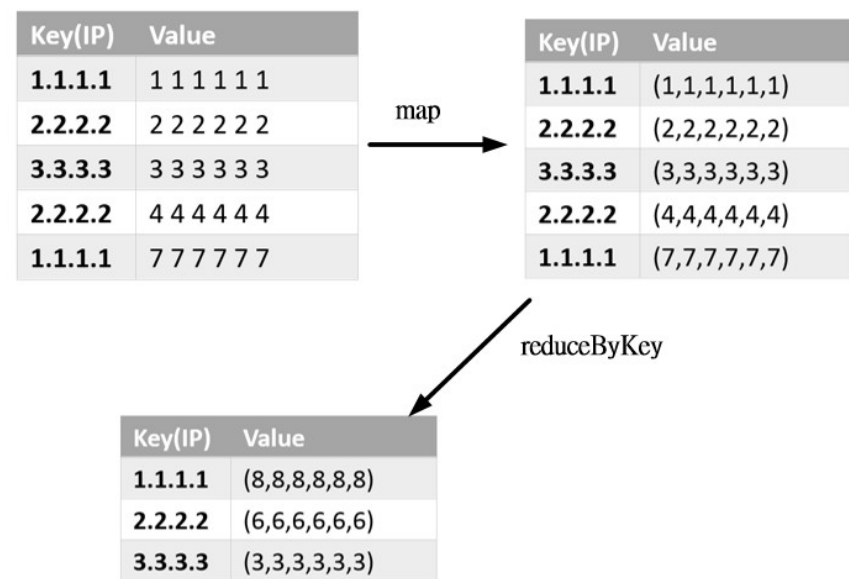 Key(IP) Value
1.1.1.1 1 1 1 1 1 1
2.2.2.2 2 2 2 2 2 2
3.3.3.3 3 3 3 3 3 3
2.2.2.2 4 4 4 4 4 4
1.1.1.1 7 7 7 7 7 7
map
Key(IP) Value
1.1.1.1 (1,1,1,1,1,1)
2.2.2.2 (2,2,2,2,2,2)
3.3.3.3 (3,3,3,3,3,3)
2.2.2.2 (4,4,4,4,4,4)
1.1.1.1 (7,7,7,7,7,7)
reduceByKey
Key(IP) Value
1.1.1.1 (8,8,8,8,8,8)
2.2.2.2 (6,6,6,6,6,6)
3.3.3.3 (3,3,3,3,3,3)